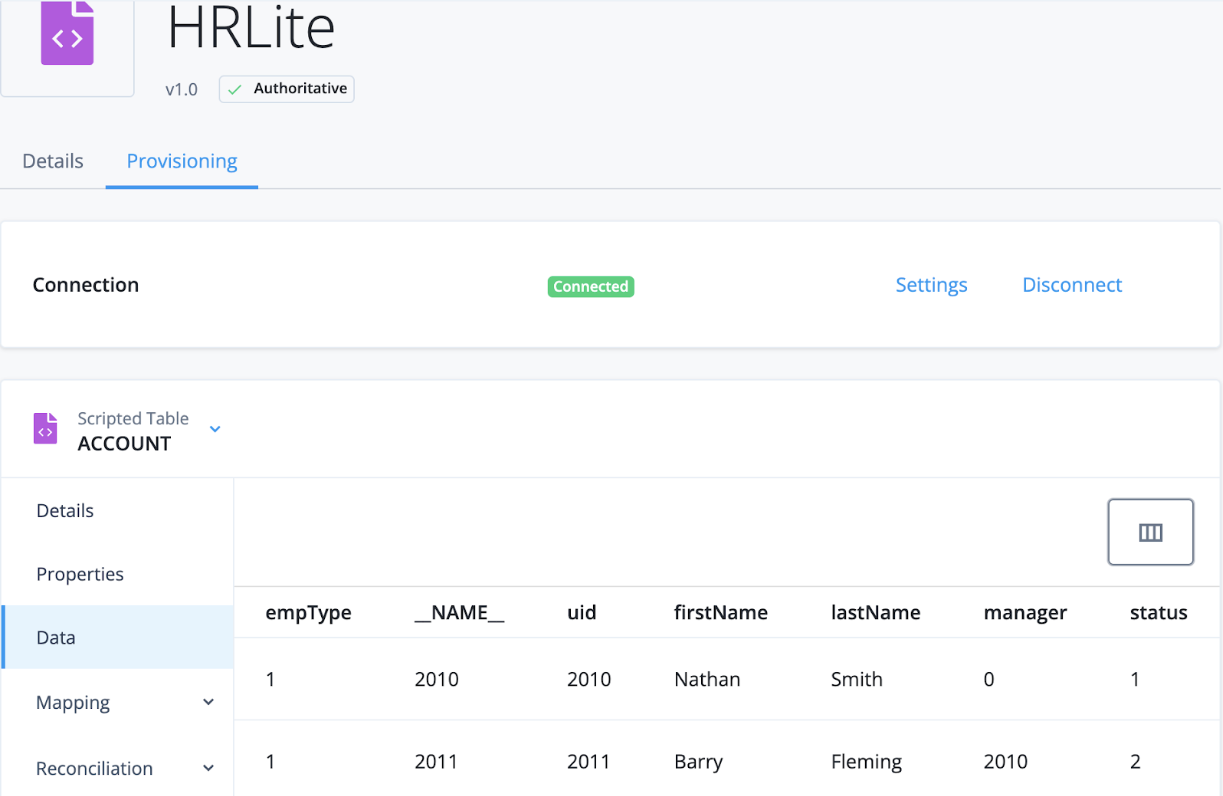 HRLite
v1.0 Authoritative
Details Provisioning
Connection Connected Settings Disconnect
Scripted Table
ACCOUNT
Details
Properties
Data
Mapping
Reconciliation
empType __NAME__ uid firstName lastName manager status
1 2010 2010 Nathan Smith 0 1
1 2011 2011 Barry Fleming 2010 2